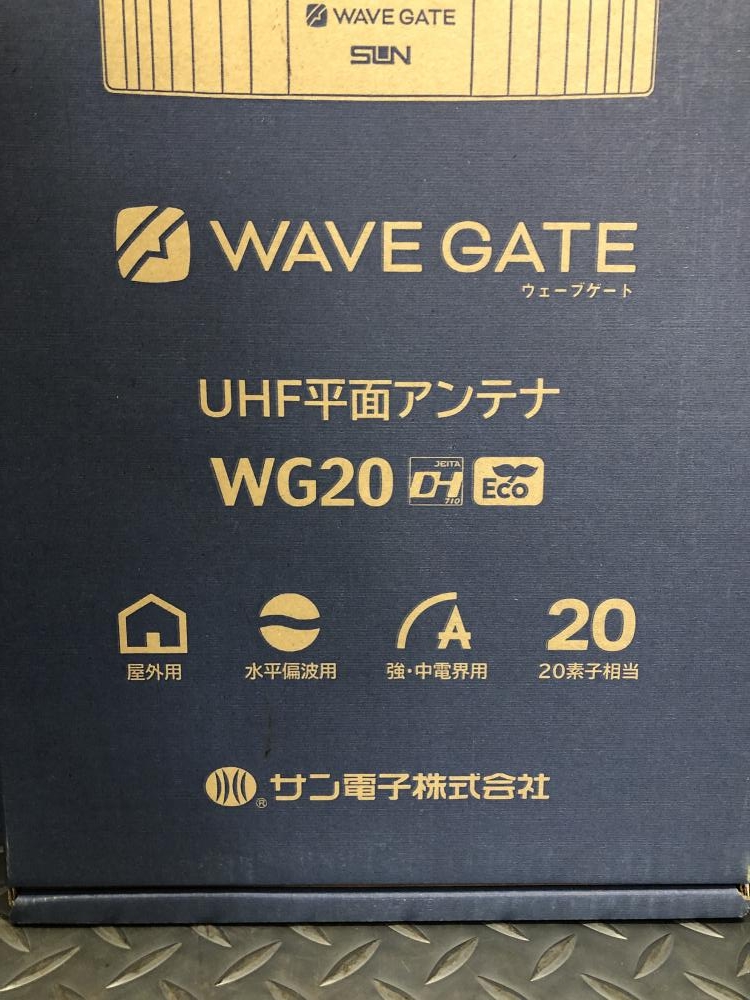 WAVE GATE
SUN
WAVE GATE
ウェーブゲート
UHF平面アンテナ
WG20 JEITA DH 710 Eco
A 20
屋外用 水平偏波用 強・中電界用 20素子相当
® サン電子株式会社